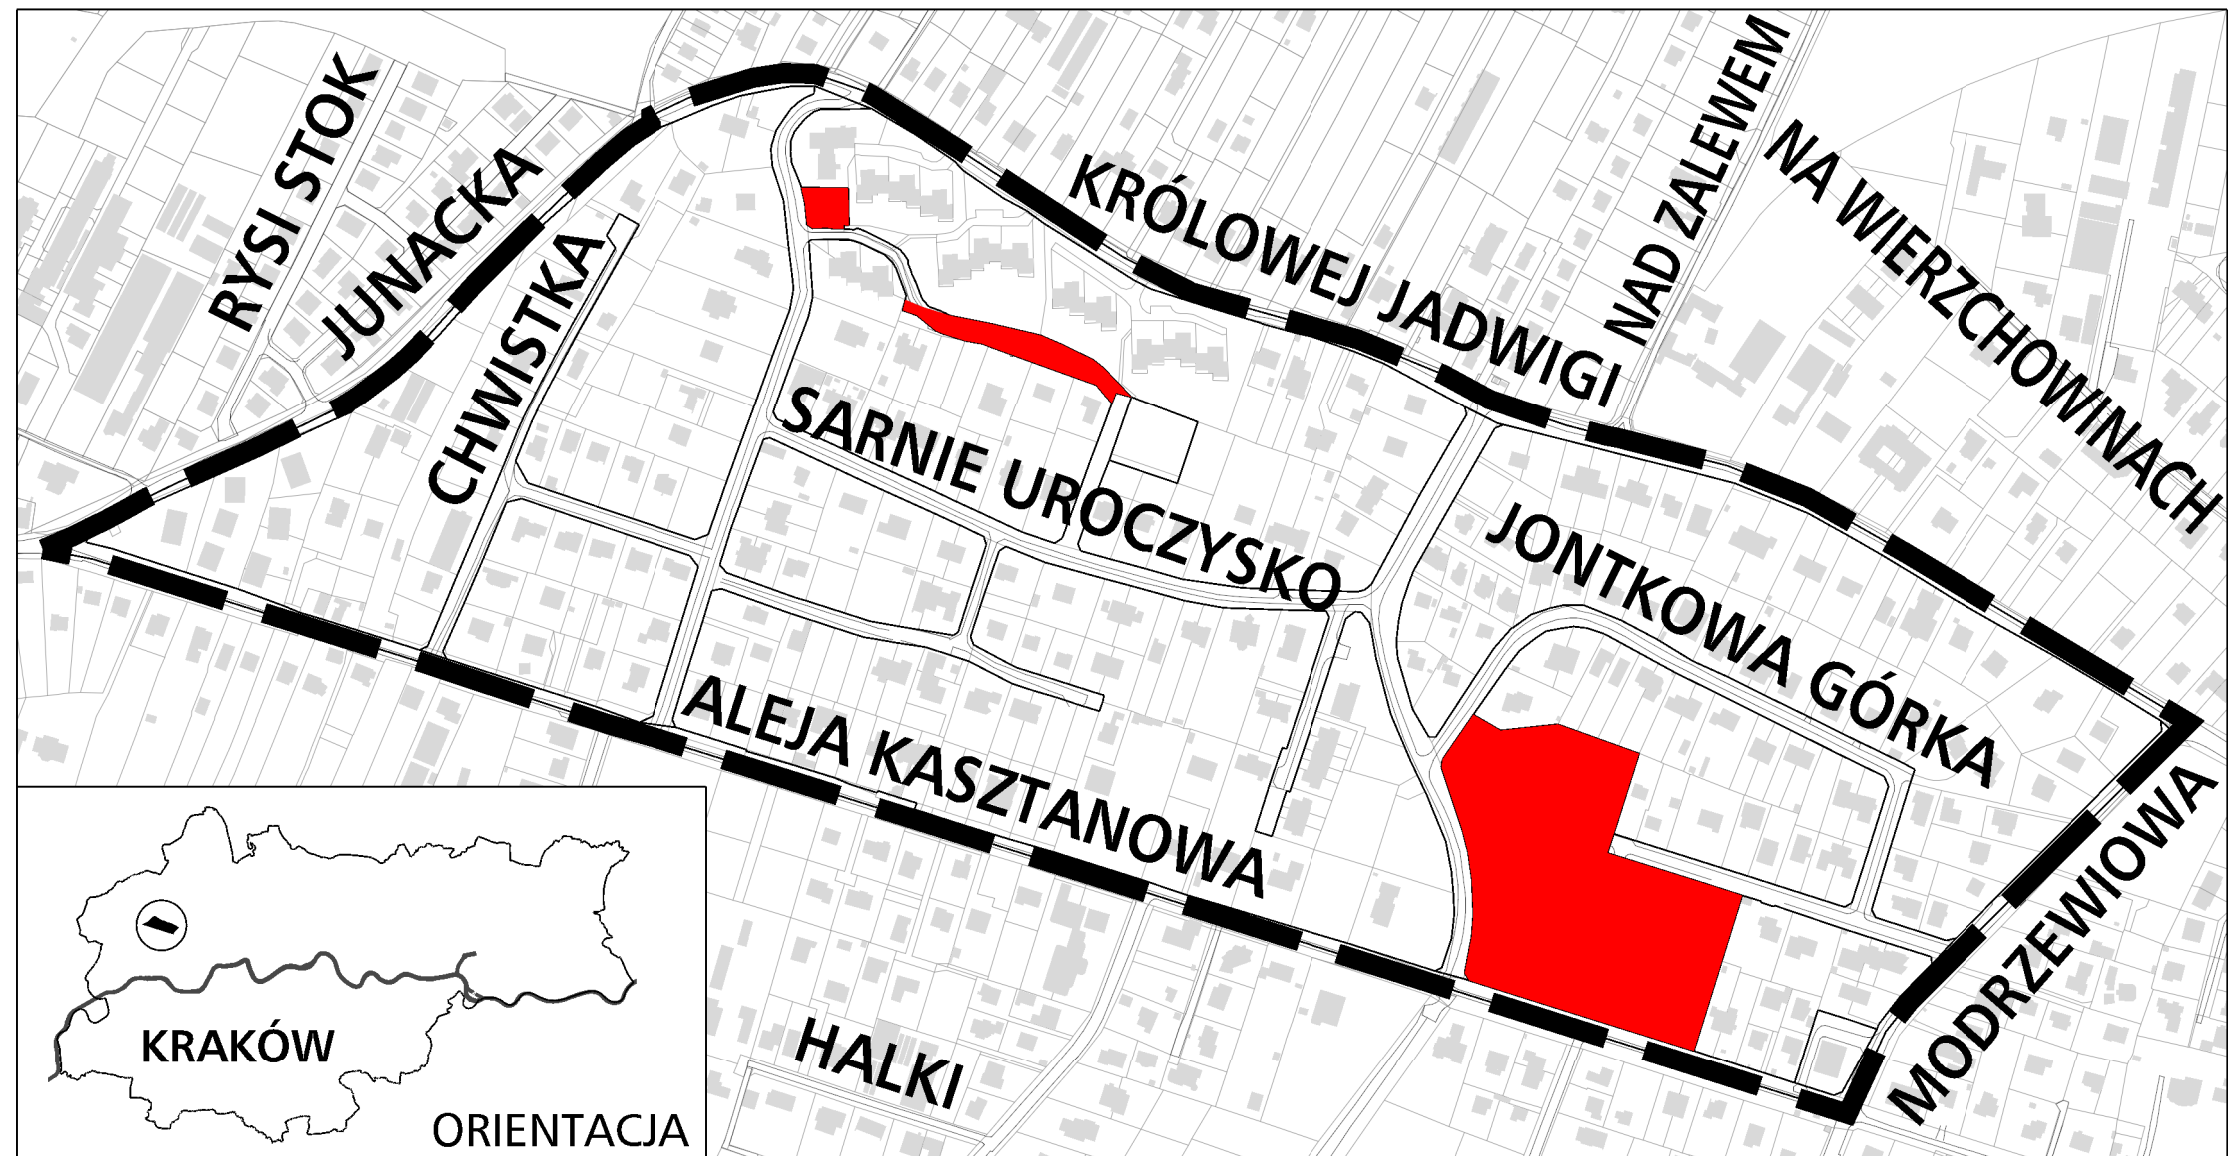 RYSI STOK
JUNACKA
CHWISTKA
KRÓLOWEJ JADWIGI
NAD ZALEWEM
NA WIERZCHOWINACH
SARNIE UROCZYSKO
JONTKOWA GÓRKA
ALEJA KASZTANOWA
MODRZEWIOWA
HALKI
KRAKÓW
ORIENTACJA